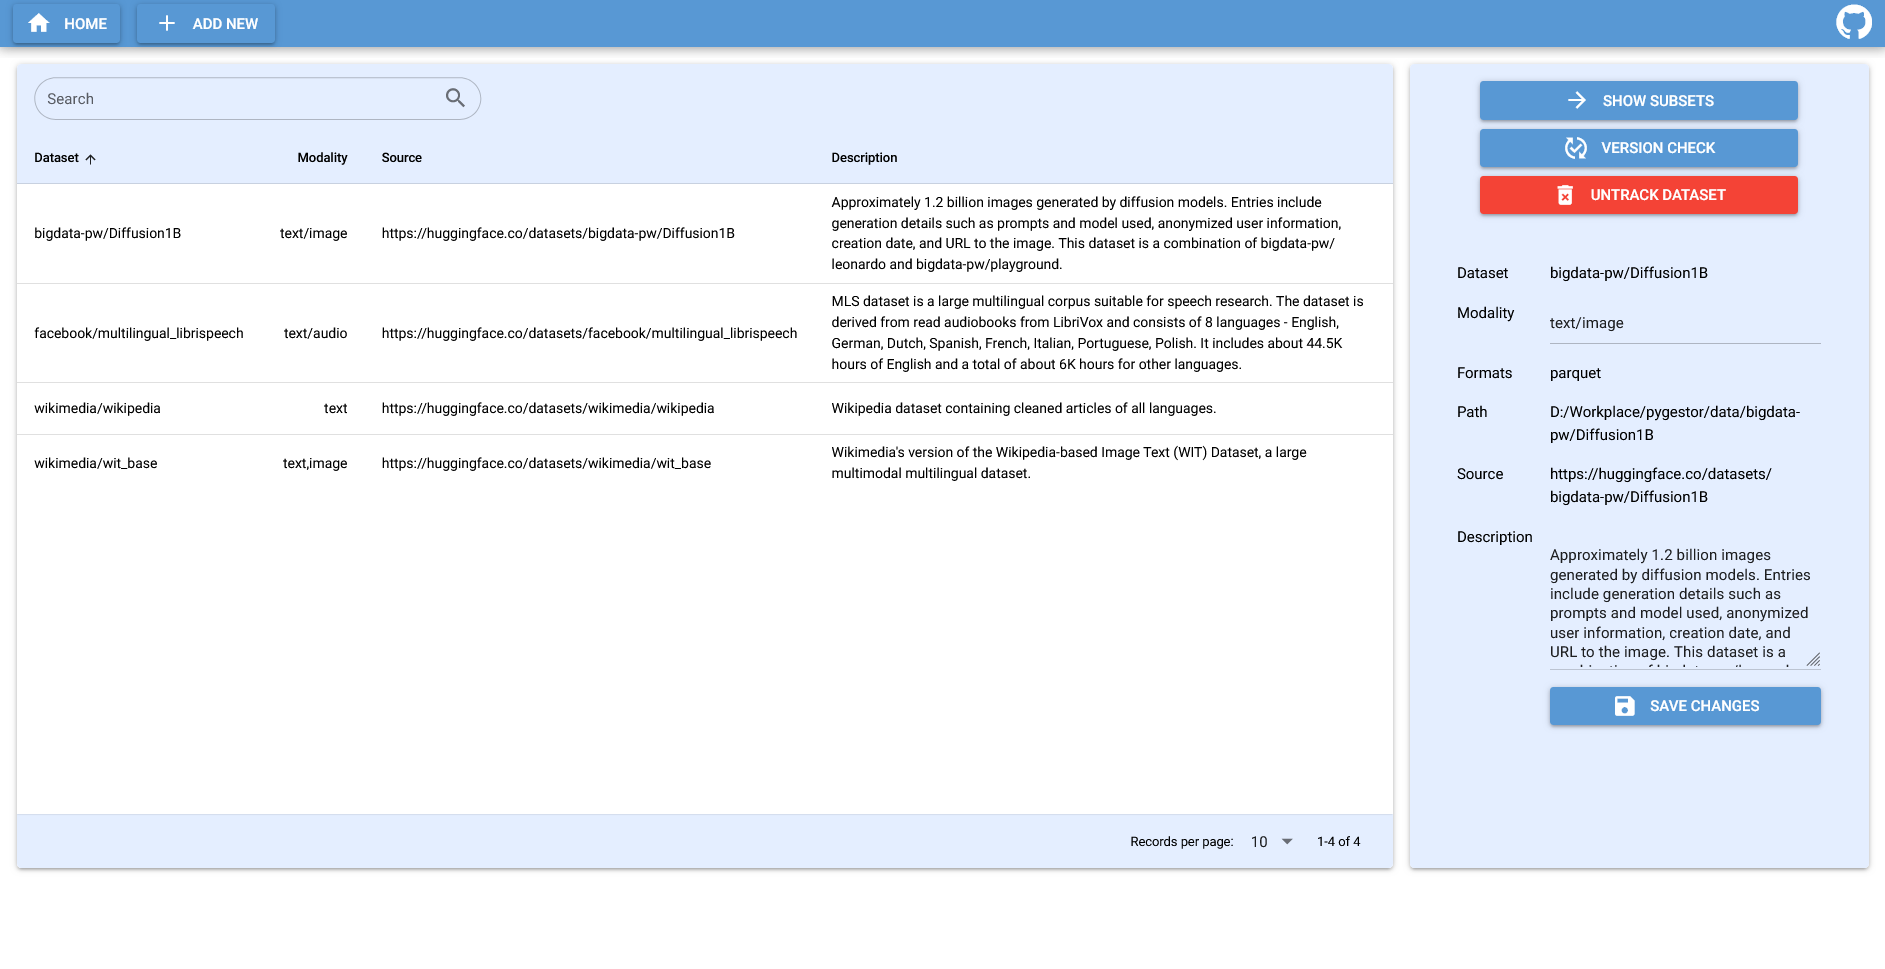 HOME
ADD NEW
Search
Dataset Modality Source Description
bigdata-pw/Diffusion1B text/image https://huggingface.co/datasets/bigdata-pw/Diffusion1B
Approximately 1.2 billion images generated by diffusion models. Entries include
generation details such as prompts and model used, anonymized user information,
creation date, and URL to the image. This dataset is a combination of bigdata-pw/
leonardo and bigdata-pw/playground.
facebook/multilingual_librispeech text/audio https://huggingface.co/datasets/facebook/multilingual_librispeech
MLS dataset is a large multilingual corpus suitable for speech research. The dataset is
derived from read audiobooks from LibriVox and consists of 8 languages - English,
German, Dutch, Spanish, French, Italian, Portuguese, Polish. It includes about 44.5K
hours of English and a total of about 6K hours for other languages.
wikimedia/wikipedia text https://huggingface.co/datasets/wikimedia/wikipedia Wikipedia dataset containing cleaned articles of all languages.
wikimedia/wit_base text,image https://huggingface.co/datasets/wikimedia/wit_base
Wikimedia's version of the Wikipedia-based Image Text (WIT) Dataset, a large
multimodal multilingual dataset.
Records per page: 10 1-4 of 4
SHOW SUBSETS
VERSION CHECK
UNTRACK DATASET
Dataset bigdata-pw/Diffusion1B
Modality text/image
Formats parquet
Path D:/Workplace/pygestor/data/bigdata-
pw/Diffusion1B
Source https://huggingface.co/datasets/
bigdata-pw/Diffusion1B
Description
Approximately 1.2 billion images
generated by diffusion models. Entries
include generation details such as
prompts and model used, anonymized
user information, creation date, and
URL to the image. This dataset is a
SAVE CHANGES